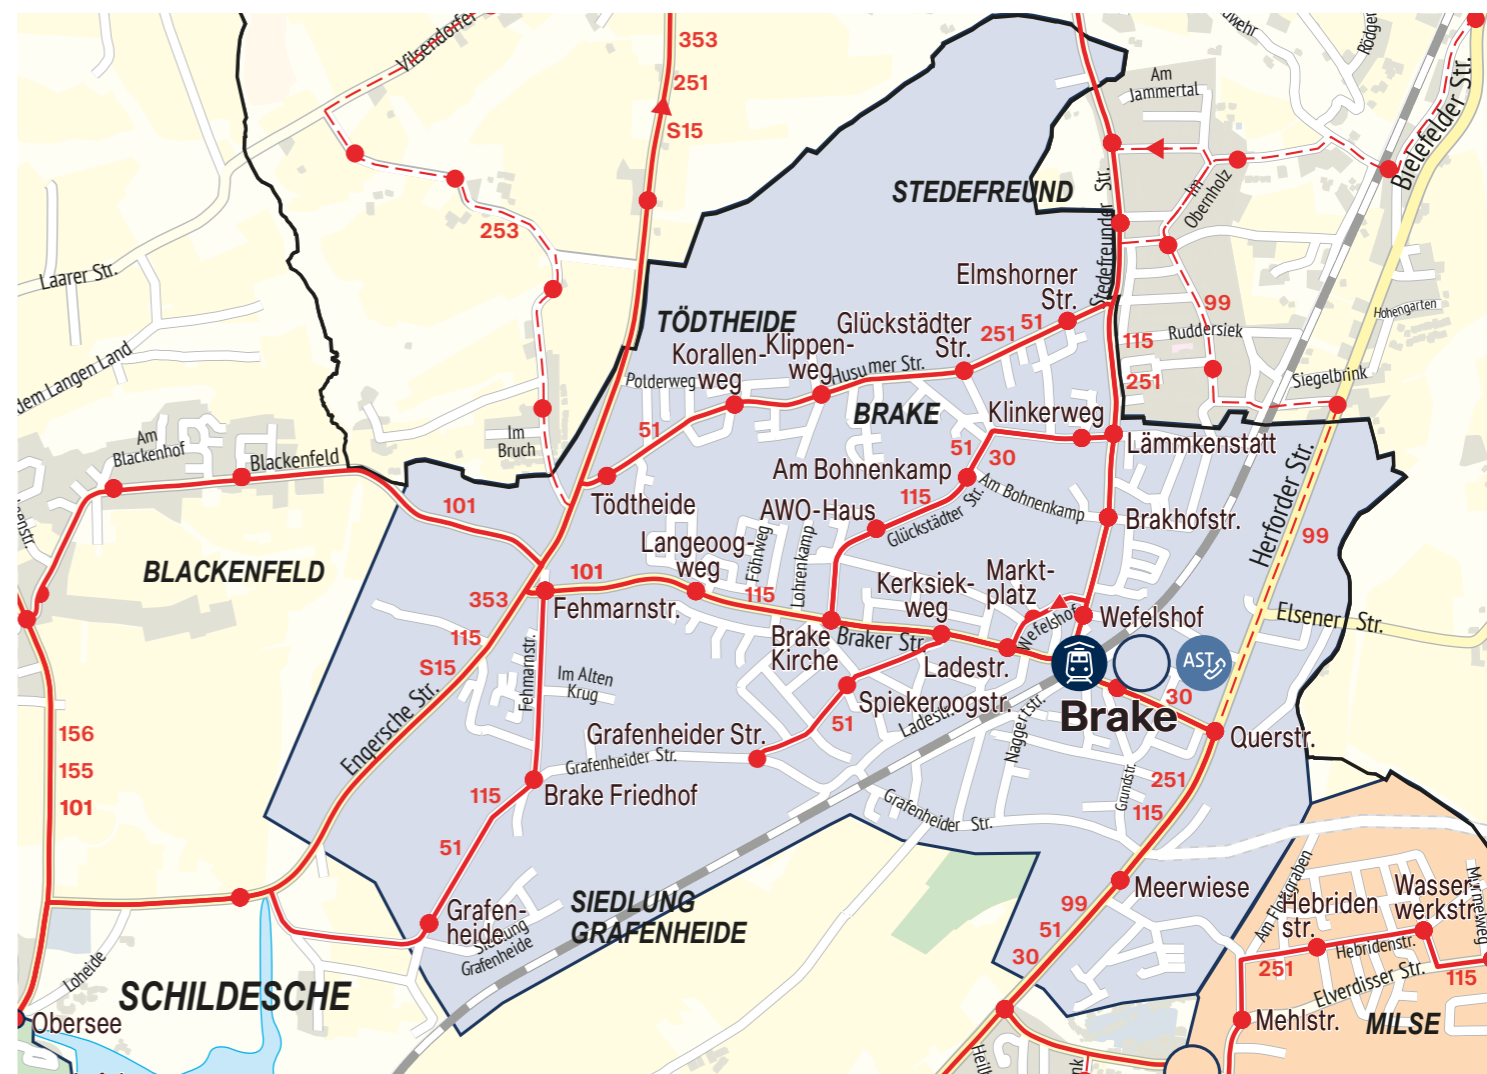 Vilsendorfer
353
251
S15
Am
Jammertal
Rödger
Bielefelder Str.
STEDEFREUND
Im
Obernholz
Stedefreunder Str.
253
Laarer Str.
99
Hohengarten
Ruddersiek
Siegelbrink
115
251
Elmshorner
Str.
51
251
Glückstädter
Str.
TÖDTHEIDE
Korallen-
weg
Klippen-
weg
Husumer Str.
Polderweg
51
BRAKE
Klinkerweg
Lämmkenstatt
dem Langen Land
Am
Blackenhof
Blackenfeld
Im
Bruch
Tödtheide
51
30
Am Bohnenkamp
115
Am Bohnenkamp
AWO-Haus
Glückstädter Str.
Brakhofstr.
Herforder Str.
99
101
BLACKENFELD
Langeoog-
weg
Föhrweg
Lohrenkamp
101
115
353
Fehmarnstr.
115
S15
Kerksiek-
weg
Markt-
platz
Wefelshof
Wefelshof
Elsener Str.
Brake
Kirche
Braker Str.
Ladestr.
AST
Fehmarnstr.
Im Alten
Krug
Spiekeroogstr.
30
Brake
Querstr.
Engersche Str.
51
Ladestr.
Naggertstr.
Grafenheider Str.
Grafenheider Str.
156
155
101
Brake Friedhof
115
51
Grafenheider Str.
Grundstr.
251
115
Meerwiese
99
51
30
Grafen-
heide
Siedlung
Grafenheide
SIEDLUNG
GRAFENHEIDE
Am Flottgraben
Hebriden
str.
Wasser
werkstr.
Murmelweg
Hebridenstr.
251
115
Elverdisser Str.
Mehlstr.
MILSE
Loheide
SCHILDESCHE
Obersee